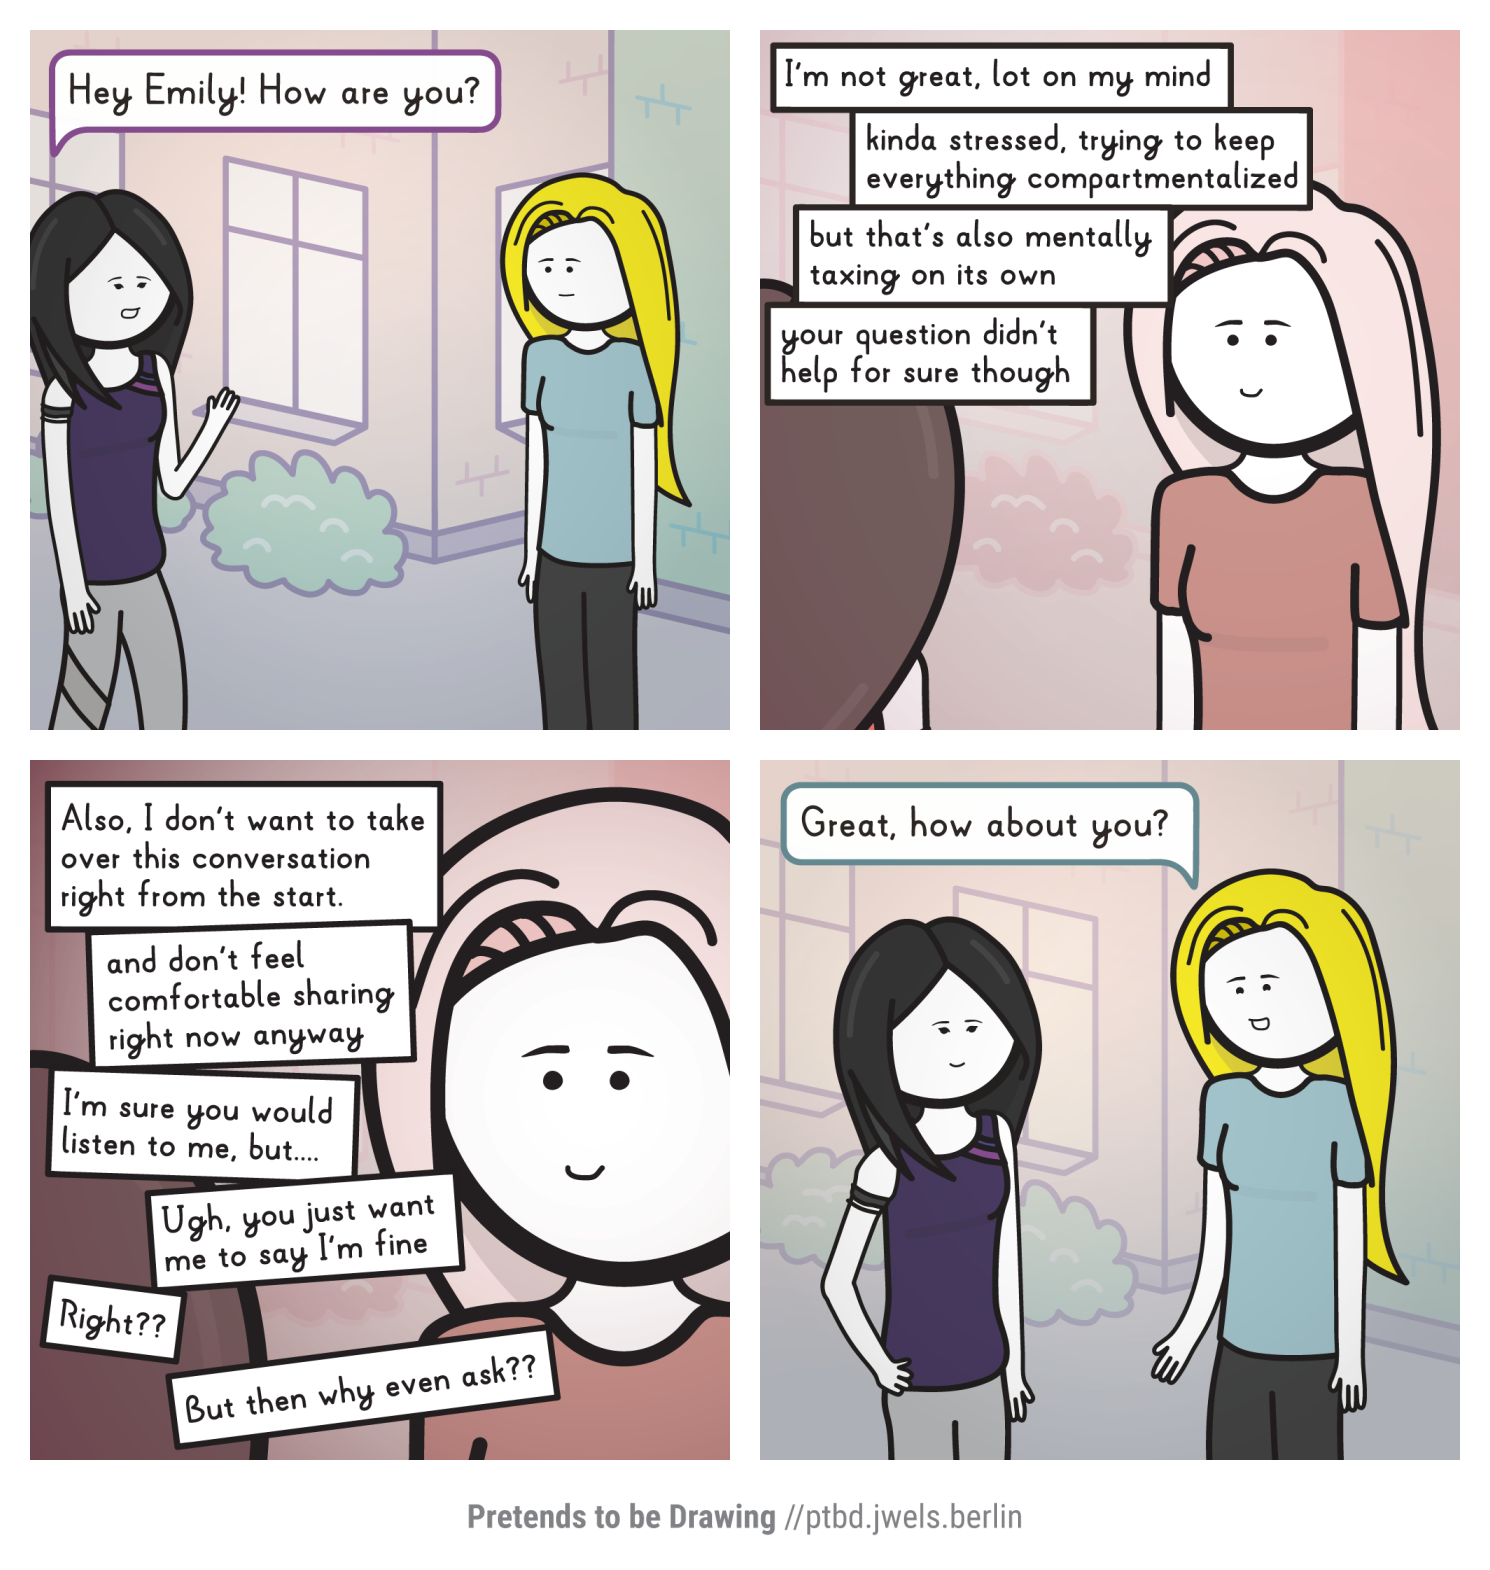 Hey Emily! How are you?
I'm not great, lot on my mind
kinda stressed, trying to keep
everything compartmentalized
but that's also mentally
taxing on its own
your question didn't
help for sure though
Also, I don't want to take
over this conversation
right from the start.
and don't feel
comfortable sharing
right now anyway
I'm sure you would
listen to me, but....
Ugh, you just want
me to say I'm fine
Right??
But then why even ask??
Great, how about you?
Pretends to be Drawing //ptbd.jwels.berlin